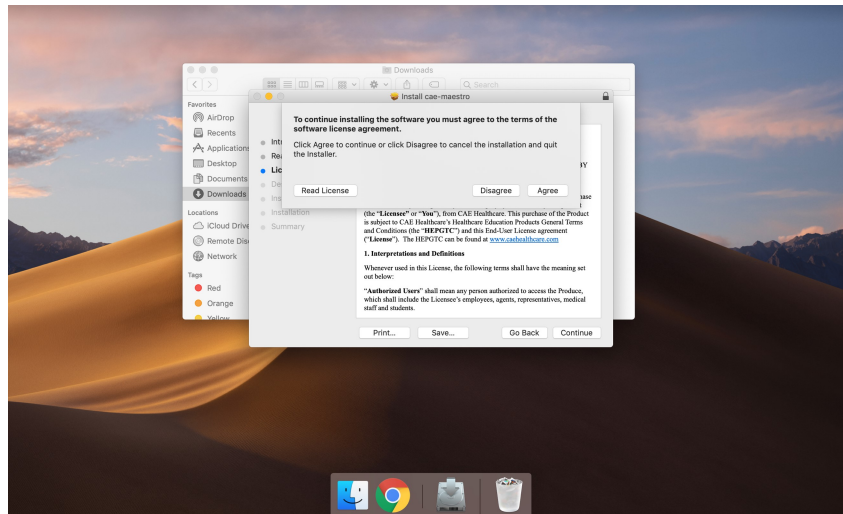 Downloads
Search
Install cae-maestro
Favorites
AirDrop
Recents
Applications
Desktop
Documents
Downloads
Locations
iCloud Drive
Remote Disc
Network
Tags
Red
Orange
Yellow
To continue installing the software you must agree to the terms of the
software license agreement.
Click Agree to continue or click Disagree to cancel the installation and quit
the Installer.
Read License
Disagree
Agree
Int
Rea
Lic
De
Ins
Installation
Summary
BY
(the “Licensee” or “You”), from CAE Healthcare. This purchase of the Product
is subject to CAE Healthcare’s Healthcare Education Products General Terms
and Conditions (the “HEPGTC”) and this End-User License agreement
(“License”). The HEPGTC can be found at www.caehealthcare.com
1. Interpretations and Definitions
Whenever used in this License, the following terms shall have the meaning set
out below:
“Authorized Users” shall mean any person authorized to access the Produce,
which shall include the Licensee’s employees, agents, representatives, medical
staff and students.
Print...
Save...
Go Back
Continue